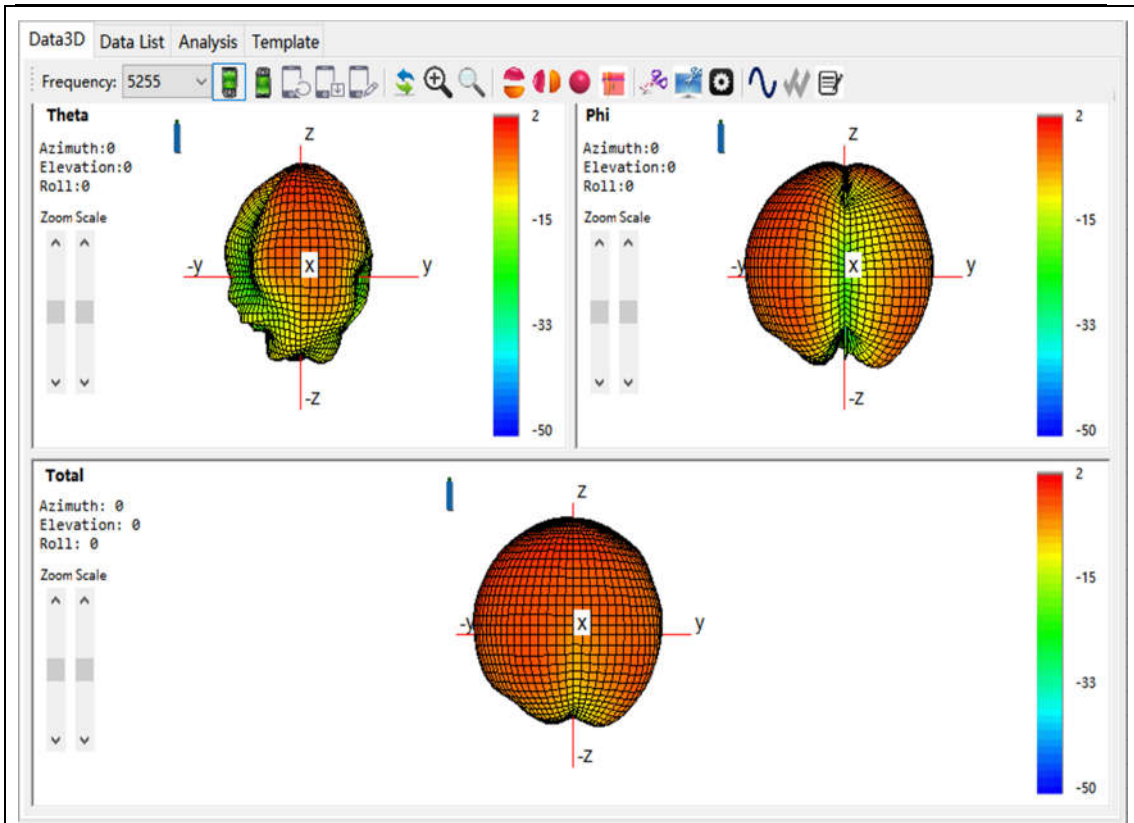 Data3D Data List Analysis Template
Frequency: 5255
Theta
Azimuth:0
Elevation:0
Roll:0
Zoom Scale
z
-y
x
y
-z
2
-15
-33
-50
Phi
Azimuth:0
Elevation:0
Roll:0
Zoom Scale
z
-y
x
y
-z
2
-15
-33
-50
Total
Azimuth: 0
Elevation: 0
Roll: 0
Zoom Scale
z
-y
x
y
-z
2
-15
-33
-50